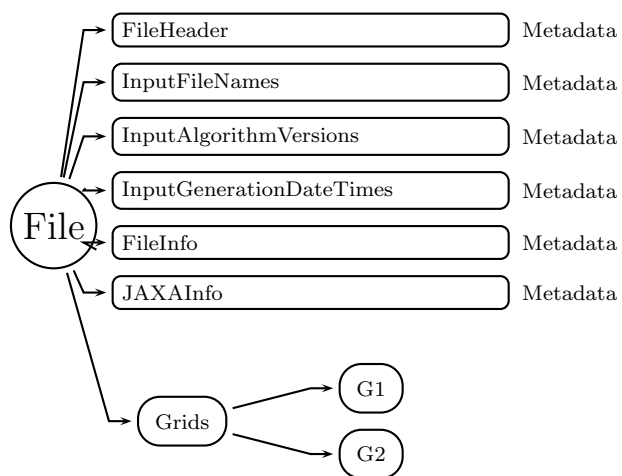 FileHeader Metadata
InputFileNames Metadata
InputAlgorithmVersions Metadata
InputGenerationDateTimes Metadata
File
FileInfo Metadata
JAXAInfo Metadata
G1
Grids
G2